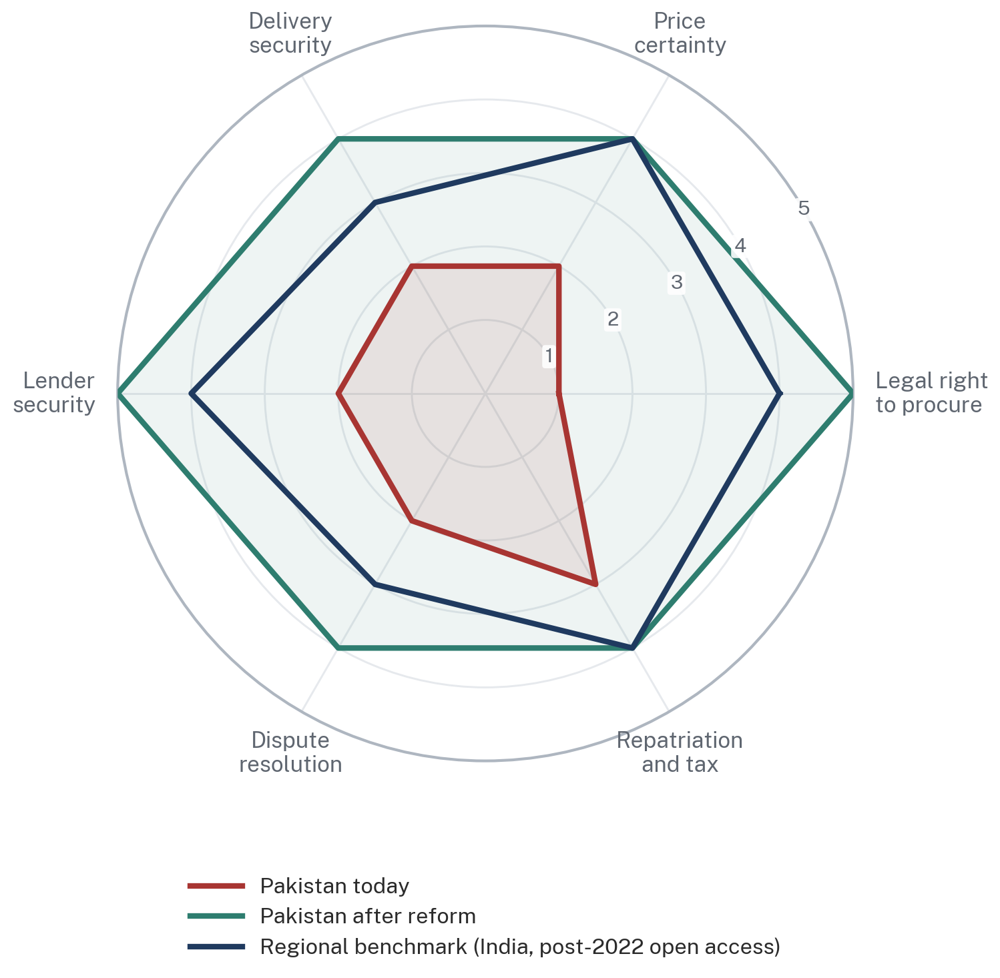 Delivery
security
Price
certainty
5
4
3
2
1
Lender
security
Legal right
to procure
Dispute
resolution
Repatriation
and tax
Pakistan today
Pakistan after reform
Regional benchmark (India, post-2022 open access)